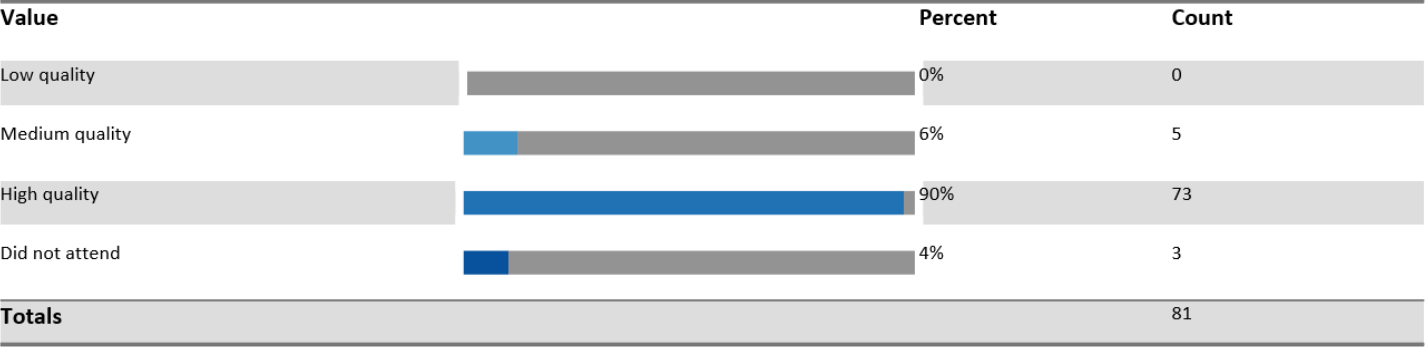 Value Percent Count
Low quality 0% 0
Medium quality 6% 5
High quality 90% 73
Did not attend 4% 3
Totals 81